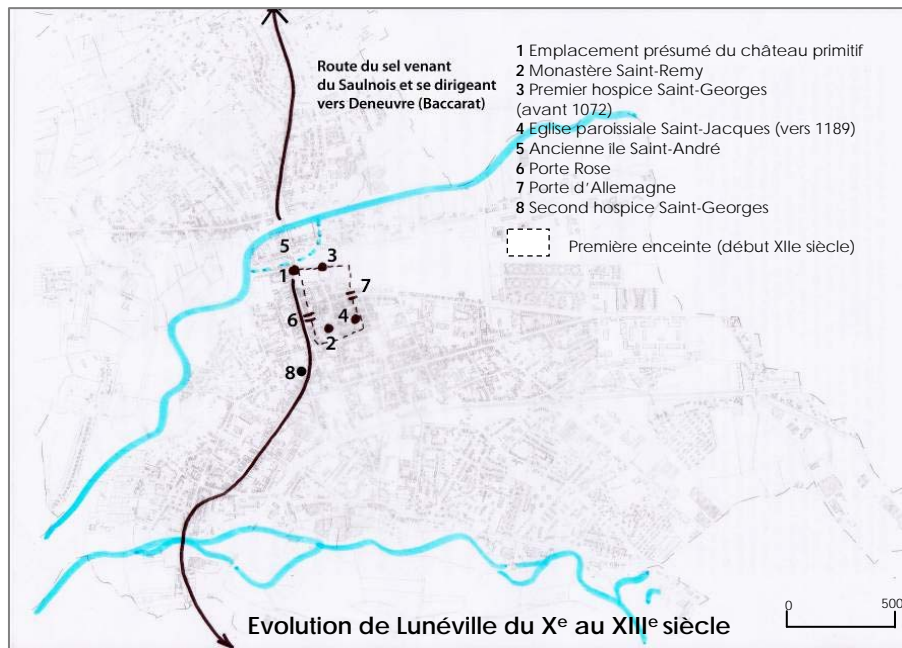 Route du sel venant
du Saulnois et se dirigeant
vers Deneuvre (Baccarat)
1 Emplacement présumé du château primitif
2 Monastère Saint-Remy
3 Premier hospice Saint-Georges
(avant 1072)
4 Eglise paroissiale Saint-Jacques (vers 1189)
5 Ancienne ile Saint-André
6 Porte Rose
7 Porte d'Allemagne
8 Second hospice Saint-Georges
Première enceinte (début XIIe siècle)
5
3
1
7
6
4
2
8
Evolution de Lunéville du Xe au XIIIe siècle
0
500